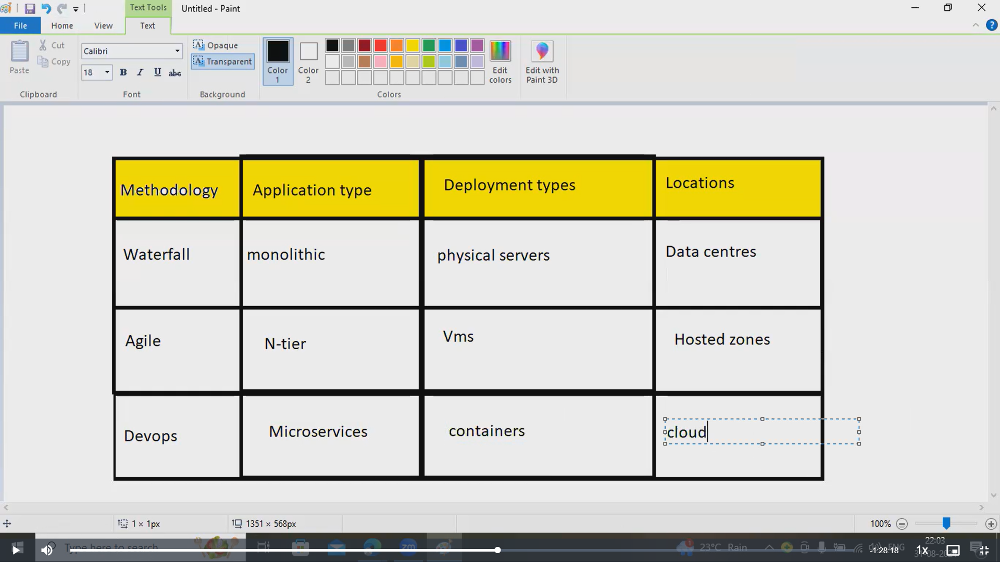 Text Tools
Untitled - Paint
File
Home
View
Text
Paste
Cut
Copy
Clipboard
Calibri
18
B I U abc
Font
Opaque
Transparent
Background
Color 1
Color 2
Colors
Edit colors
Edit with Paint 3D
Methodology Application type Deployment types Locations
Waterfall monolithic physical servers Data centres
Agile N-tier Vms Hosted zones
Devops Microservices containers cloud
1 × 1px
1351 × 568px
100%
Type here to search
zm
1
23°C Rain
ENG
22:03
-1:28:18
1x